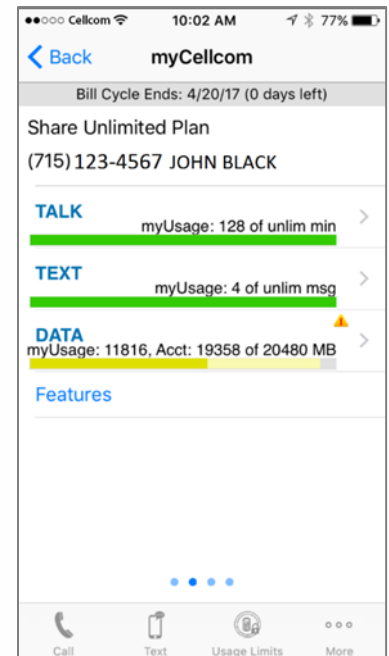 Cellcom 10:02 AM 77%
Back myCellcom
Bill Cycle Ends: 4/20/17 (0 days left)
Share Unlimited Plan
(715) 123-4567 JOHN BLACK
TALK
myUsage: 128 of unlim min
TEXT
myUsage: 4 of unlim msg
DATA
myUsage: 11816, Acct: 19358 of 20480 MB
Features
Call Text Usage Limits More